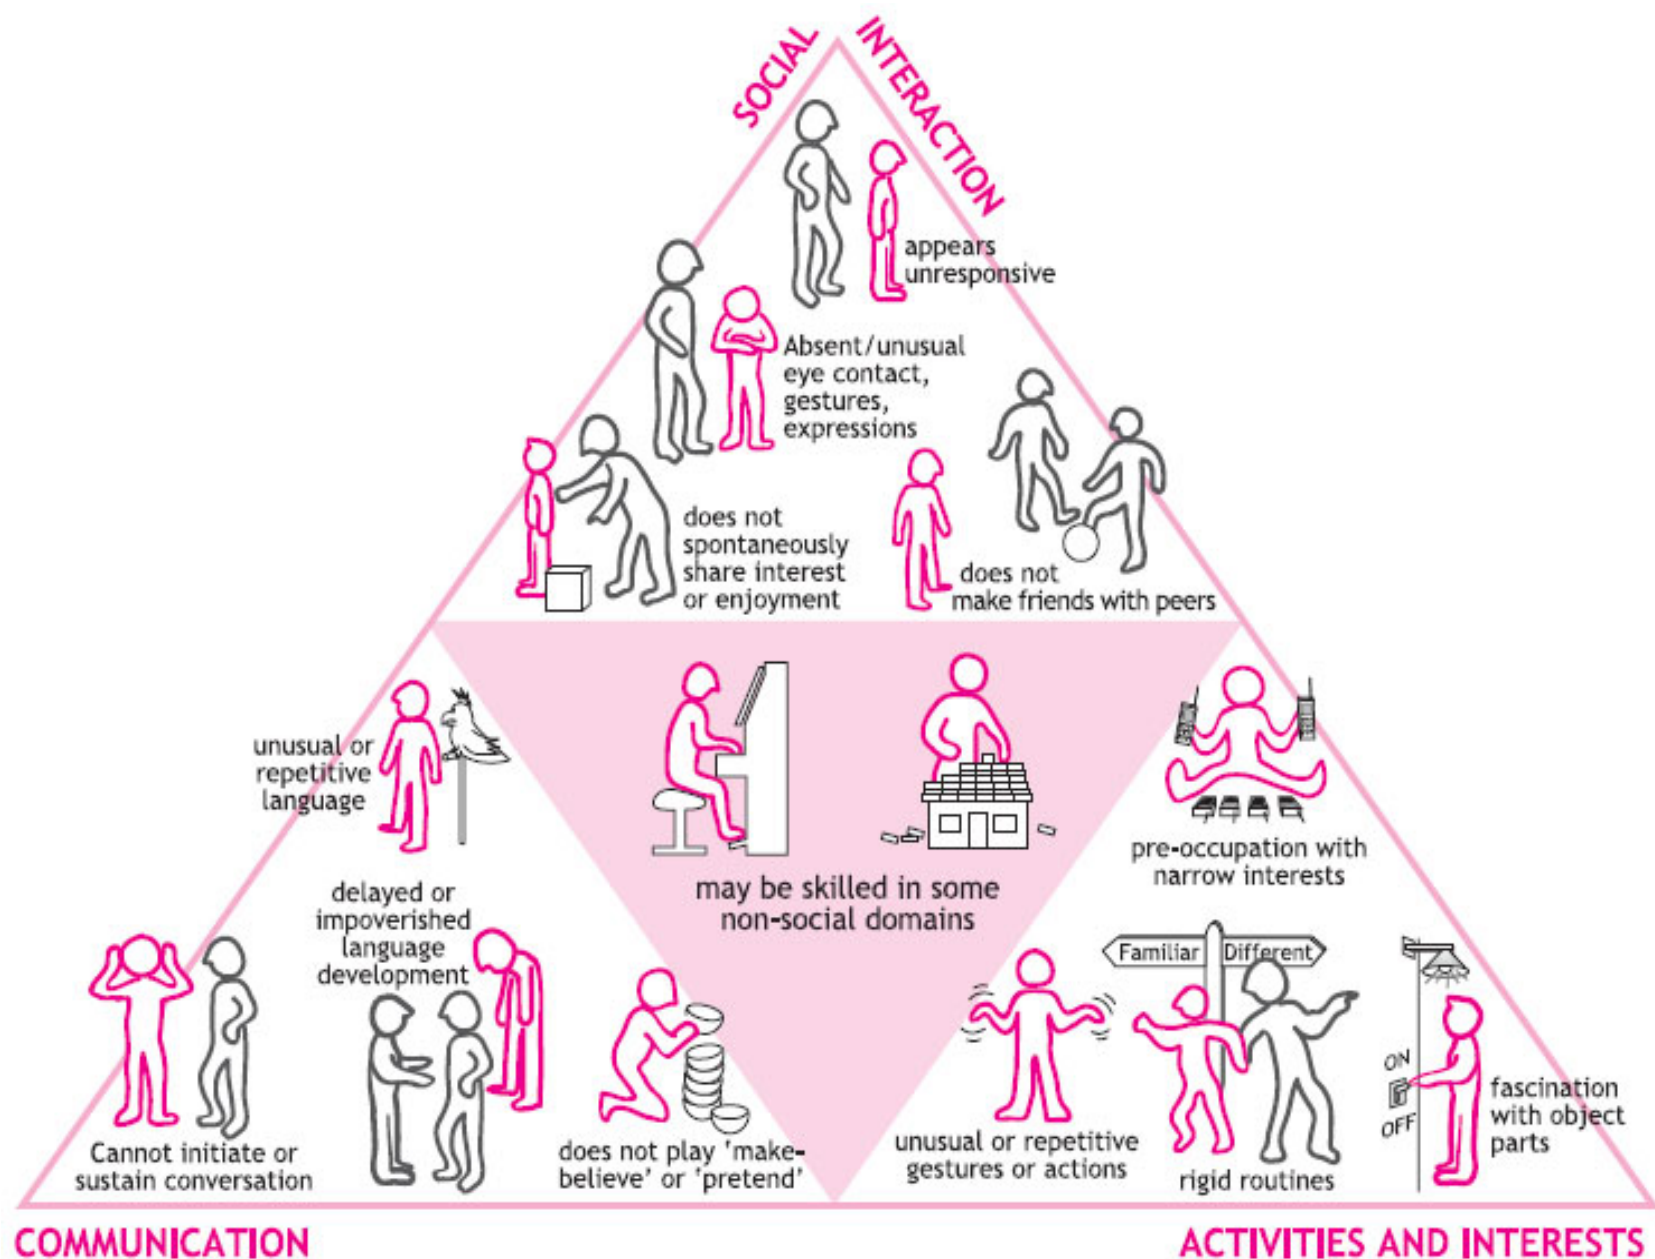 SOCIAL
INTERACTION
appears
unresponsive
Absent/unusual
eye contact,
gestures,
expressions
does not
spontaneously
share interest
or enjoyment
does not
make friends with peers
unusual or
repetitive
language
may be skilled in some
non-social domains
pre-occupation with
narrow interests
delayed or
impoverished
language
development
Cannot initiate or
sustain conversation
does not play ‘make-
believe’ or ‘pretend’
unusual or repetitive
gestures or actions
Familiar
Different
rigid routines
ON
OFF
fascination
with object
parts
COMMUNICATION
ACTIVITIES AND INTERESTS